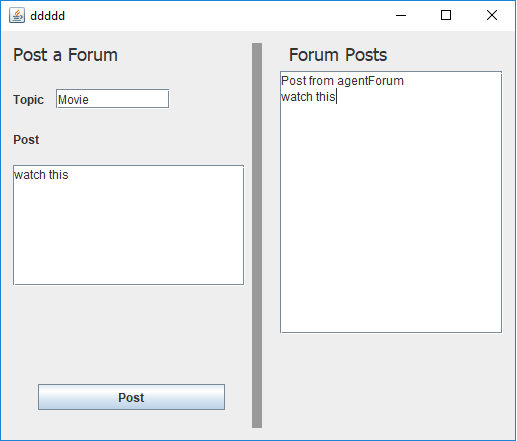 ddddd
Post a Forum
Topic
Movie
Post
watch this
Post
Forum Posts
Post from agentForum
watch this